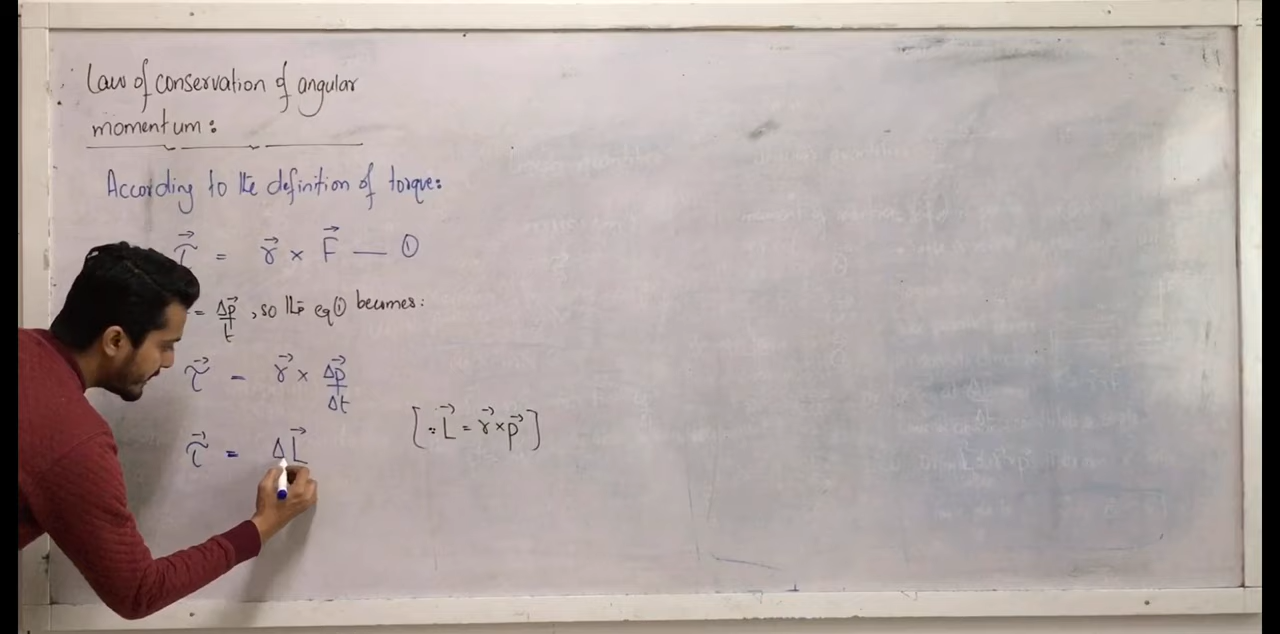 Law of conservation of angular
momentum:
According to the definition of torque:
τ⃗ = r⃗ × F⃗ — ①
= Δp⃗/t , so the eq① becomes:
τ⃗ = r⃗ × Δp⃗/Δt
[∵ L⃗ = r⃗ × p⃗]
τ⃗ = ΔL⃗